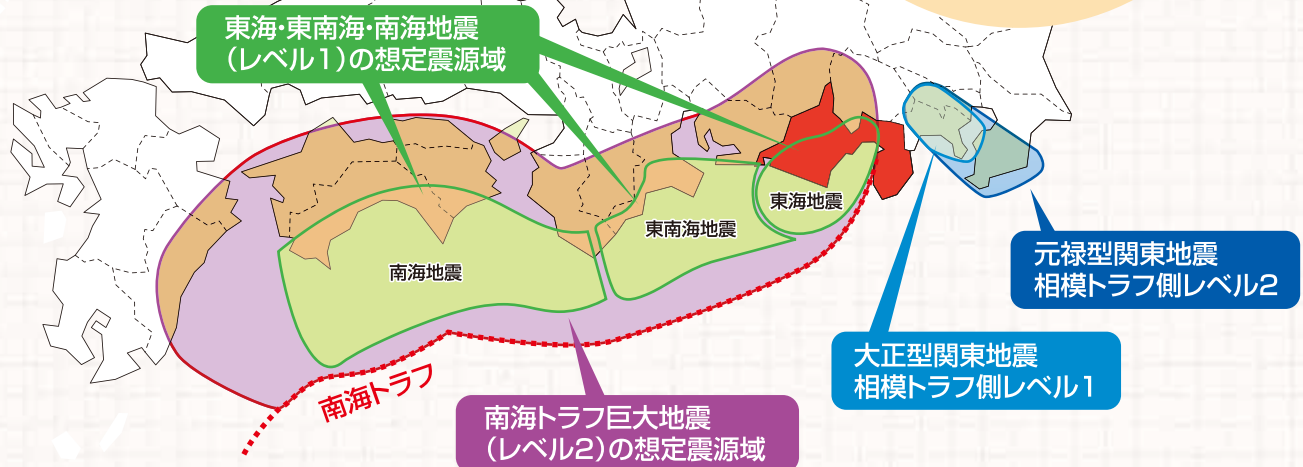 東海・東南海・南海地震
（レベル1）の想定震源域
東海地震
東南海地震
南海地震
元禄型関東地震
相模トラフ側レベル2
大正型関東地震
相模トラフ側レベル1
南海トラフ
南海トラフ巨大地震
（レベル2）の想定震源域